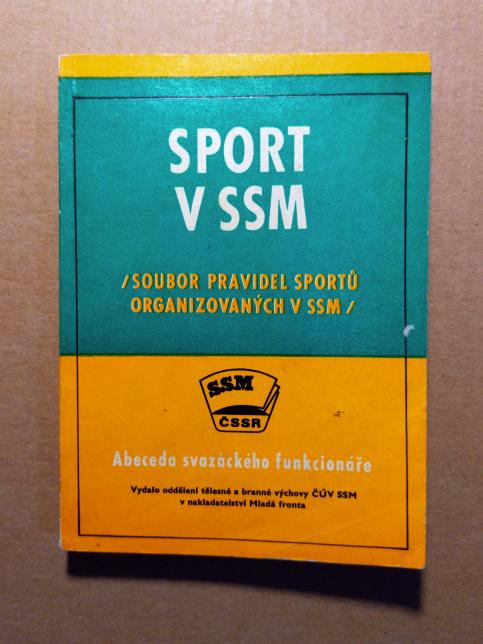 SPORT
V SSM
/SOUBOR PRAVIDEL SPORTŮ
ORGANIZOVANÝCH V SSM/
SSM
ČSSR
Abeceda svazáckého funkcionáře
Vydalo oddělení tělesné a branné výchovy ČÚV SSM
v nakladatelství Mladá fronta